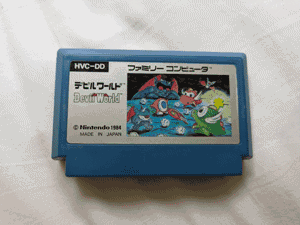 HVC-DD
ファミリー コンピュータ
デビルワールド
Devil World
© Nintendo 1984
MADE IN JAPAN